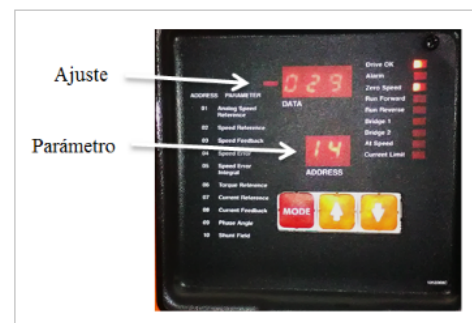 Ajuste
Parámetro
-029
DATA
14
ADDRESS
ADDRESS PARAMETER
01 Analog Speed
Reference
02 Speed Reference
03 Speed Feedback
04 Speed Error
05 Speed Error
Integral
06 Torque Reference
07 Current Reference
08 Current Feedback
09 Phase Angle
10 Shunt Field
Drive OK
Alarm
Zero Speed
Run Forward
Run Reverse
Bridge 1
Bridge 2
At Speed
Current Limit
MODE